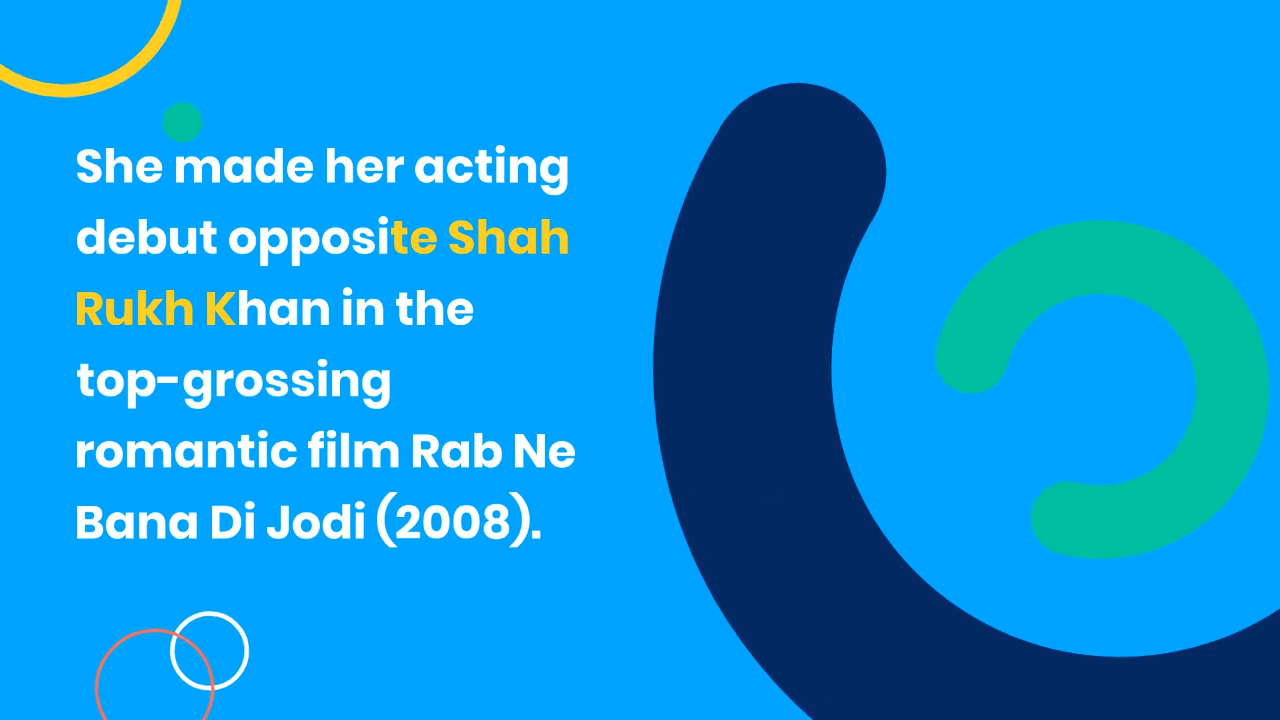 She made her acting
debut opposite Shah
Rukh Khan in the
top-grossing
romantic film Rab Ne
Bana Di Jodi (2008).